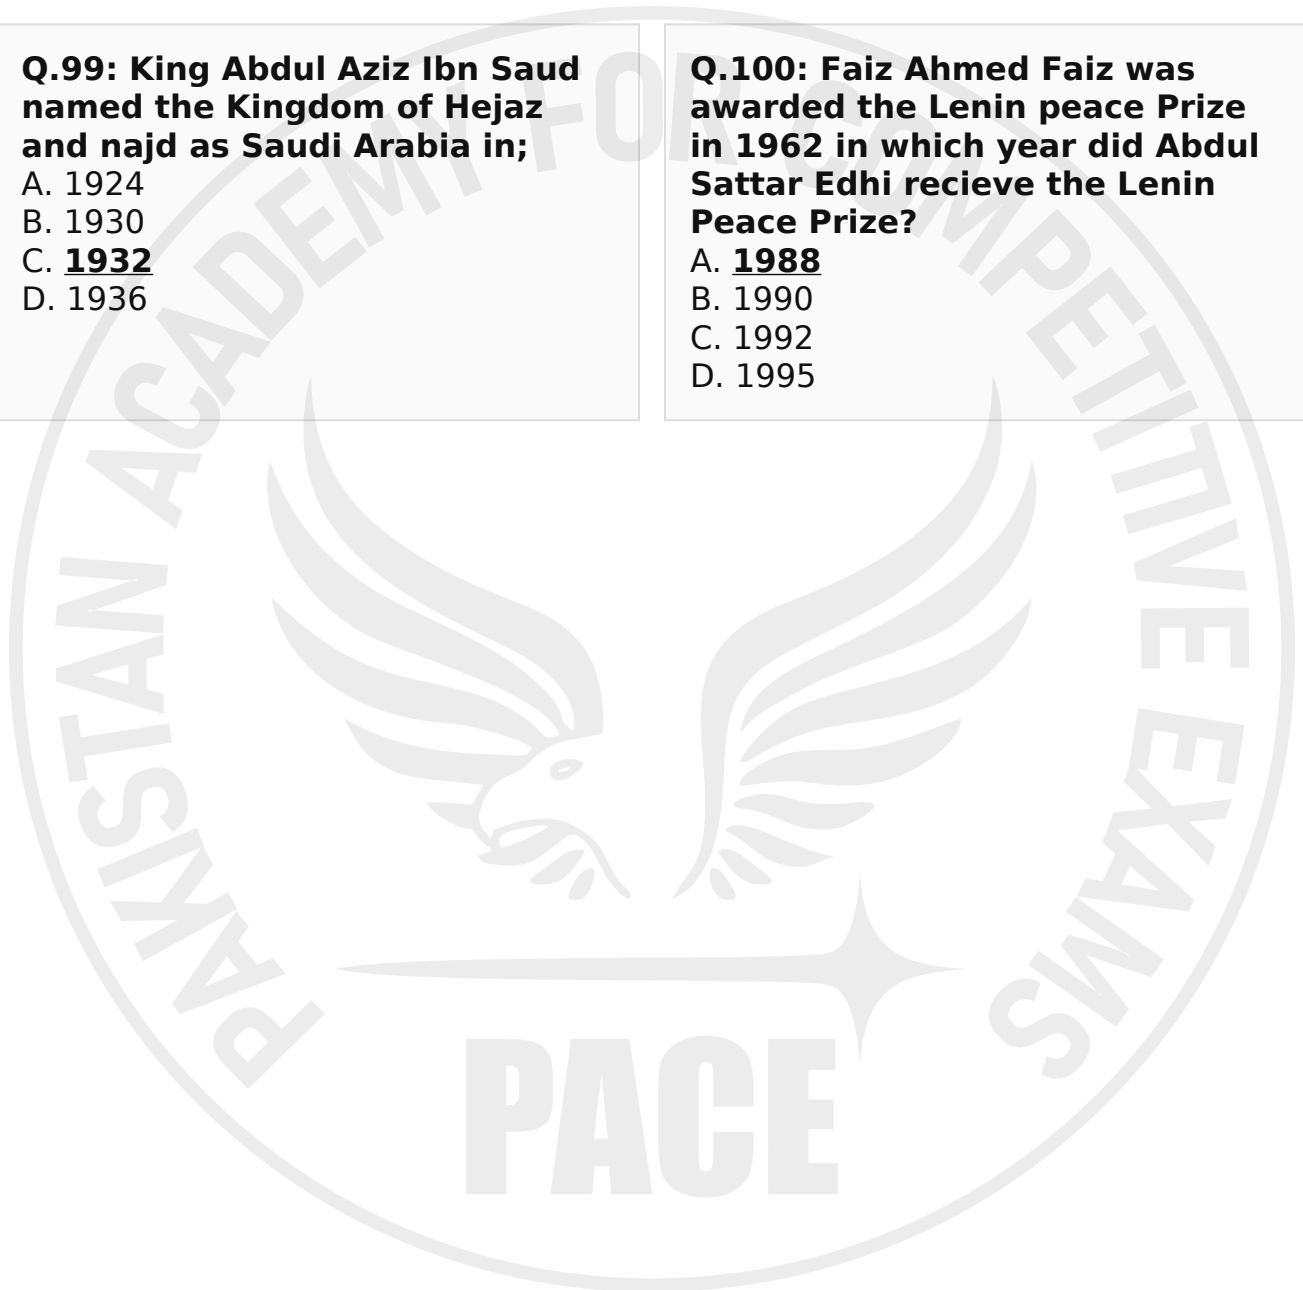 Q.99: King Abdul Aziz Ibn Saud
named the Kingdom of Hejaz
and najd as Saudi Arabia in;
A. 1924
B. 1930
C. 1932
D. 1936
Q.100: Faiz Ahmed Faiz was
awarded the Lenin peace Prize
in 1962 in which year did Abdul
Sattar Edhi recieve the Lenin
Peace Prize?
A. 1988
B. 1990
C. 1992
D. 1995
PAKISTAN ACADEMY FOR COMPETITIVE EXAMS
PACE